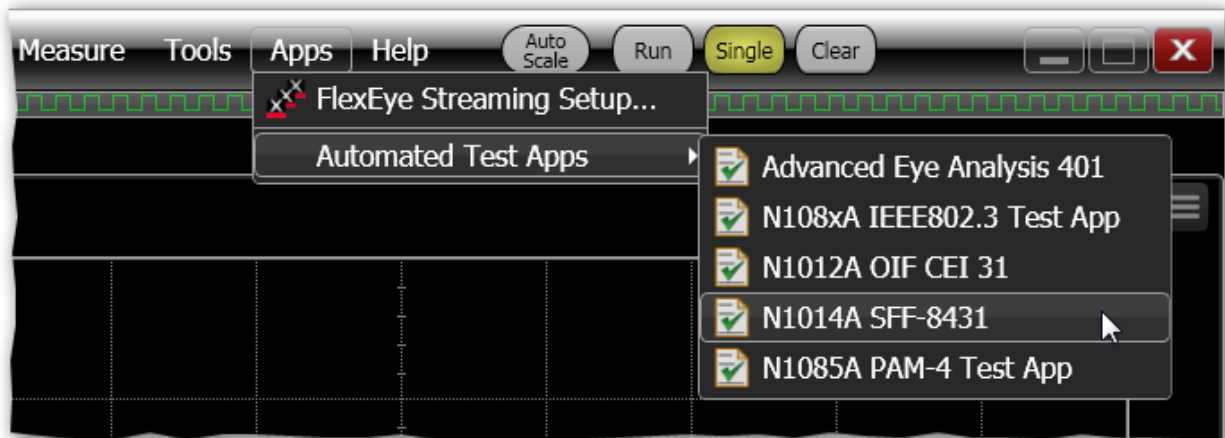 Measure Tools Apps Help Auto Scale Run Single Clear X
FlexEye Streaming Setup...
Automated Test Apps
Advanced Eye Analysis 401
N108xA IEEE802.3 Test App
N1012A OIF CEI 31
N1014A SFF-8431
N1085A PAM-4 Test App